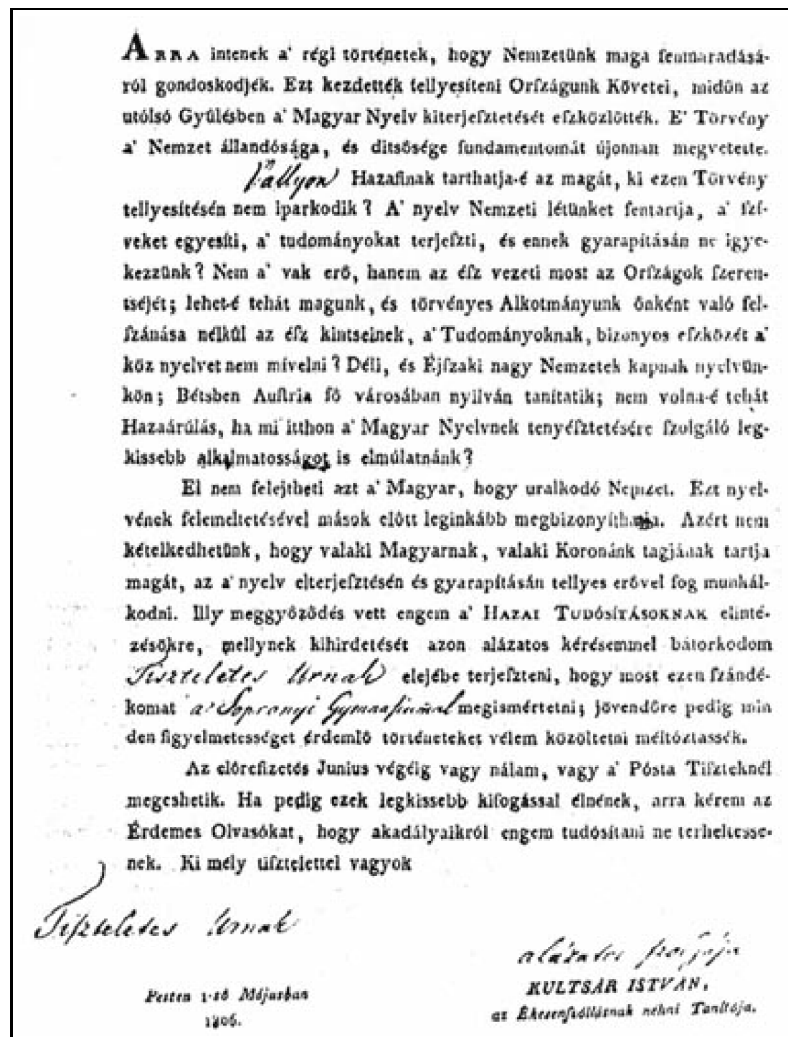 ARRA intenek a' régi történetek, hogy Nemzetünk maga fenmaradásá-
ról gondoskodjék. Ezt kezdették tellyesíteni Orſzágunk Követei, midőn az
utólsó Gyűlésben a' Magyar Nyelv kiterjeſztetését eſzközlötték. E' Törvény
a' Nemzet állandósága, és ditsősége fundamentomát újonnan megvetette.
Vallyon Hazafinak tarthatja-é az magát, ki ezen Törvény
tellyesítésén nem iparkodik? A' nyelv Nemzeti létünket fentartja, a' ſzí-
veket egyesíti, a' tudományokat terjeſzti, és ennek gyarapításán ne igye-
kezzünk? Nem a' vak erő, hanem az éſz vezeti most az Orſzágok ſzeren-
tséjét; lehet-é tehát magunk, és törvényes Alkotmányunk önként való fel-
ſzánása nélkűl az éſz kintseinek, a' Tudományoknak, bizonyos eſzközét a'
köz nyelvet nem mívelni? Déli, és Éjſzaki nagy Nemzetek kapnak nyelvün-
kön; Bétsben Auſtria fő városában nyilván tanítatik; nem volna-é tehát
Hazaárúlás, ha mi itthon a' Magyar Nyelvnek tenyéſztetésére ſzolgáló leg-
kissebb alkalmatosságot is elmúlatnánk?
El nem felejtheti azt a' Magyar, hogy uralkodó Nemzet. Ezt nyel-
vének felemeltetésével mások előtt leginkább megbizonyíthatja. Azért nem
kételkedhetünk, hogy valaki Magyarnak, valaki Koronánk tagjának tartja
magát, az a' nyelv elterjeſztésén és gyarapításán tellyes erővel fog munkál-
kodni. Illy meggyőződés vett engem a' HAZAI TUDÓSÍTÁSOKNAK elinté-
zésökre, mellynek kihirdetését azon alázatos kérésemmel bátorkodom
Tiszteletes Urnak elejébe terjeſzteni, hogy most ezen ſzándé-
komat a' Soprony Gymnasiummal megismértetni; jövendőre pedig min
den figyelmetességet érdemlő történeteket vélem közöltetni méltóztassék.
Az előrefizetés Junius végéig vagy nálam, vagy a' Pósta Tiſzteknél
megeshetik. Ha pedig ezek legkissebb kifogással élnének, arra kérem az
Érdemes Olvasókat, hogy akadályaikról engem tudósítani ne terheltesse-
nek. Ki mély tiſztelettel vagyok
Tiſzteletes Urnak
alázatos szolgája
Pesten 1-ső Májusban
1806.
KULTSÁR ISTVÁN,
az Ékesenſzóllásnak néhni Tanítója.